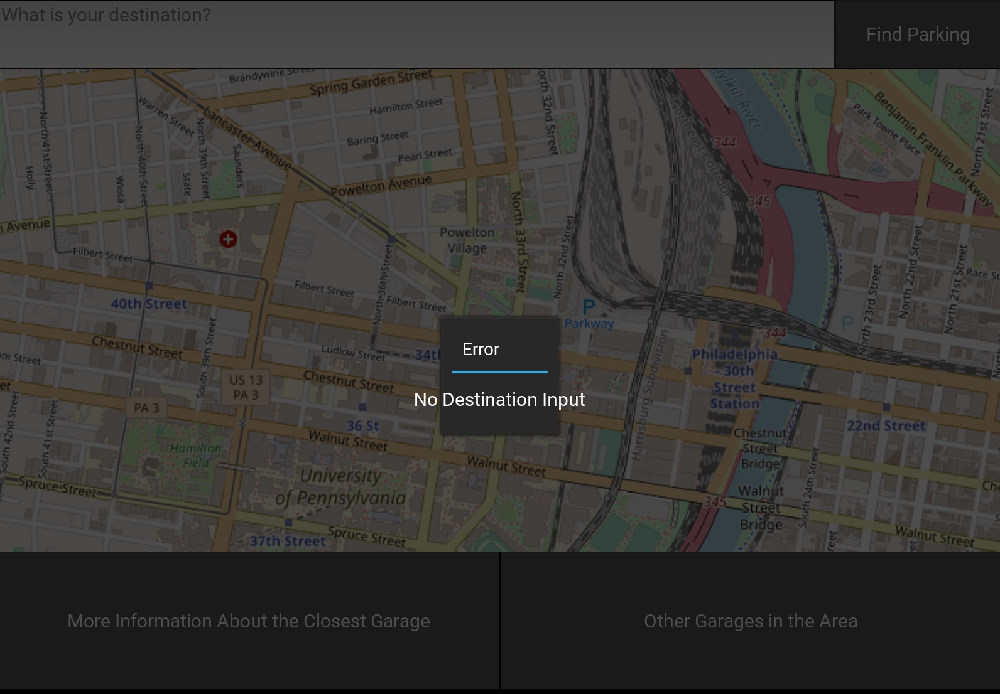 What is your destination?
Find Parking
Brandywine Street
Spring Garden Street
Hamilton Street
Baring Street
Pearl Street
Warren Street
Lancaster Avenue
North 41st Street
North 40th Street
North 39th Street
Saunders
Holly
Wiota
State
Powelton Avenue
North 33rd Street
orth 32nd Street
North 32nd Street
Northeast Corridor
344
345
River
Park Towne Place
Benjamin Franklin Parkway
North 21st Street
Avenue
Filbert Street
Powelton
Village
North 36th Street
Filbert Street
Filbert Street
40th Street
P
Parkway
P
North 23rd Street
North 22nd Street
North 21st Street
Race St
344
Chestnut Street
South 39th Street
Ludlow Street
34th
Error
Philadelphia
- 30th
Street
Station
Harrisburg Subdivision
US 13
PA 3
Chestnut Street
No Destination Input
PA 3
South 42nd Street
South 41st Street
36 St
22nd Street
Walnut Street
Hamilton
Field
Walnut Street
Chestnut
Street
Bridge
University
of Pennsylvania
Walnut
Street
Bridge
345
South 24th Street
Spruce Street
37th Street
Spruce Street
Walnut Street
More Information About the Closest Garage
Other Garages in the Area